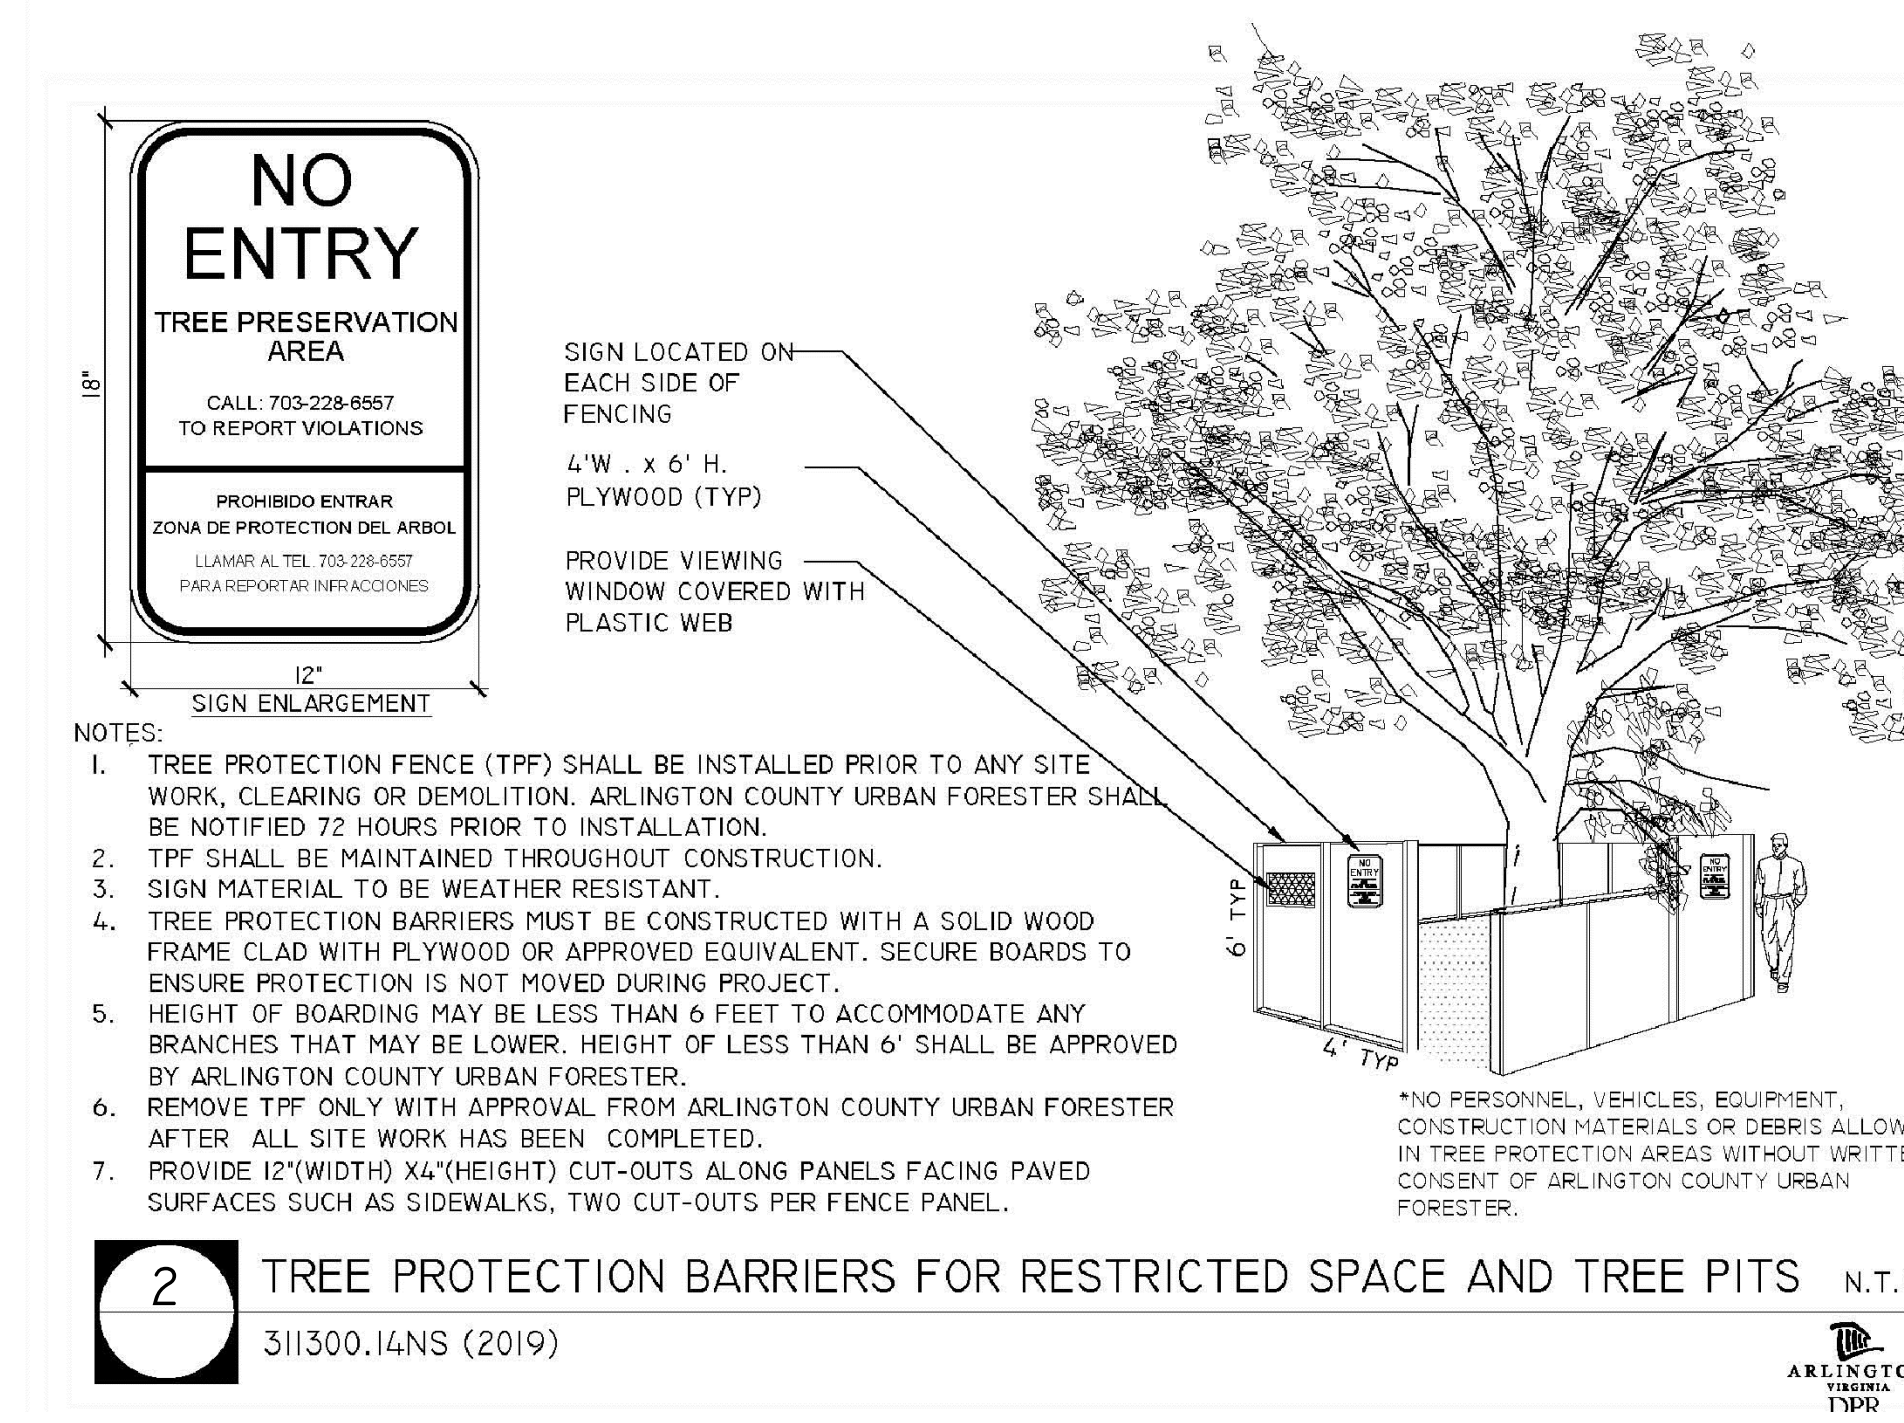 NO
ENTRY
TREE PRESERVATION
AREA
CALL: 703-228-6557
TO REPORT VIOLATIONS
PROHIBIDO ENTRAR
ZONA DE PROTECTION DEL ARBOL
LLAMAR AL TEL. 703-228-6557
PARA REPORTAR INFRACCIONES
18"
12"
SIGN ENLARGEMENT
SIGN LOCATED ON
EACH SIDE OF
FENCING
4'W . x 6' H.
PLYWOOD (TYP)
PROVIDE VIEWING
WINDOW COVERED WITH
PLASTIC WEB
NOTES:
1. TREE PROTECTION FENCE (TPF) SHALL BE INSTALLED PRIOR TO ANY SITE
WORK, CLEARING OR DEMOLITION. ARLINGTON COUNTY URBAN FORESTER SHALL
BE NOTIFIED 72 HOURS PRIOR TO INSTALLATION.
2. TPF SHALL BE MAINTAINED THROUGHOUT CONSTRUCTION.
3. SIGN MATERIAL TO BE WEATHER RESISTANT.
4. TREE PROTECTION BARRIERS MUST BE CONSTRUCTED WITH A SOLID WOOD
FRAME CLAD WITH PLYWOOD OR APPROVED EQUIVALENT. SECURE BOARDS TO
ENSURE PROTECTION IS NOT MOVED DURING PROJECT.
5. HEIGHT OF BOARDING MAY BE LESS THAN 6 FEET TO ACCOMMODATE ANY
BRANCHES THAT MAY BE LOWER. HEIGHT OF LESS THAN 6' SHALL BE APPROVED
BY ARLINGTON COUNTY URBAN FORESTER.
6. REMOVE TPF ONLY WITH APPROVAL FROM ARLINGTON COUNTY URBAN FORESTER
AFTER ALL SITE WORK HAS BEEN COMPLETED.
7. PROVIDE 12"(WIDTH) X4"(HEIGHT) CUT-OUTS ALONG PANELS FACING PAVED
SURFACES SUCH AS SIDEWALKS, TWO CUT-OUTS PER FENCE PANEL.
NO
ENTRY
NO
ENTRY
6' TYP
4' TYP
*NO PERSONNEL, VEHICLES, EQUIPMENT,
CONSTRUCTION MATERIALS OR DEBRIS ALLOW
IN TREE PROTECTION AREAS WITHOUT WRITTE
CONSENT OF ARLINGTON COUNTY URBAN
FORESTER.
2
TREE PROTECTION BARRIERS FOR RESTRICTED SPACE AND TREE PITS N.T.
311300.14NS (2019)
ARLINGTO
VIRGINIA
DPR